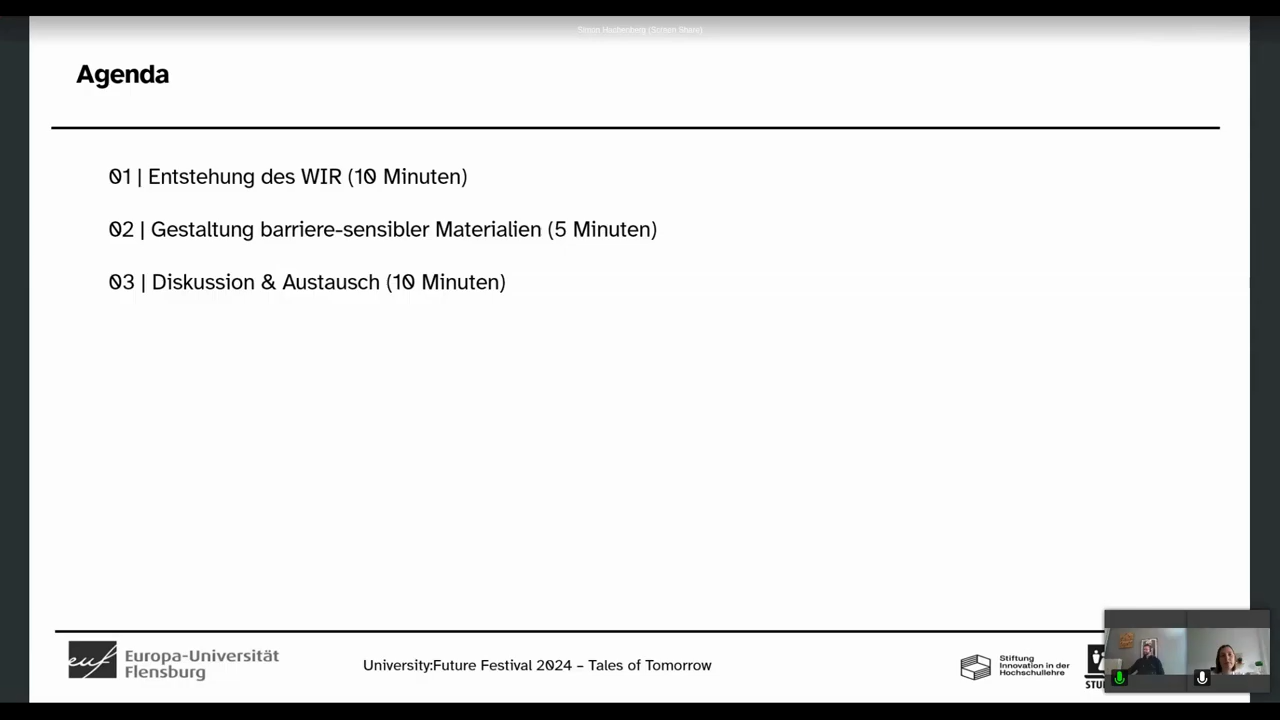 Agenda
01 | Entstehung des WIR (10 Minuten)
02 | Gestaltung barriere-sensibler Materialien (5 Minuten)
03 | Diskussion & Austausch (10 Minuten)
euf
Europa-Universität
Flensburg
University:Future Festival 2024 – Tales of Tomorrow
Stiftung
Innovation in der
Hochschullehre